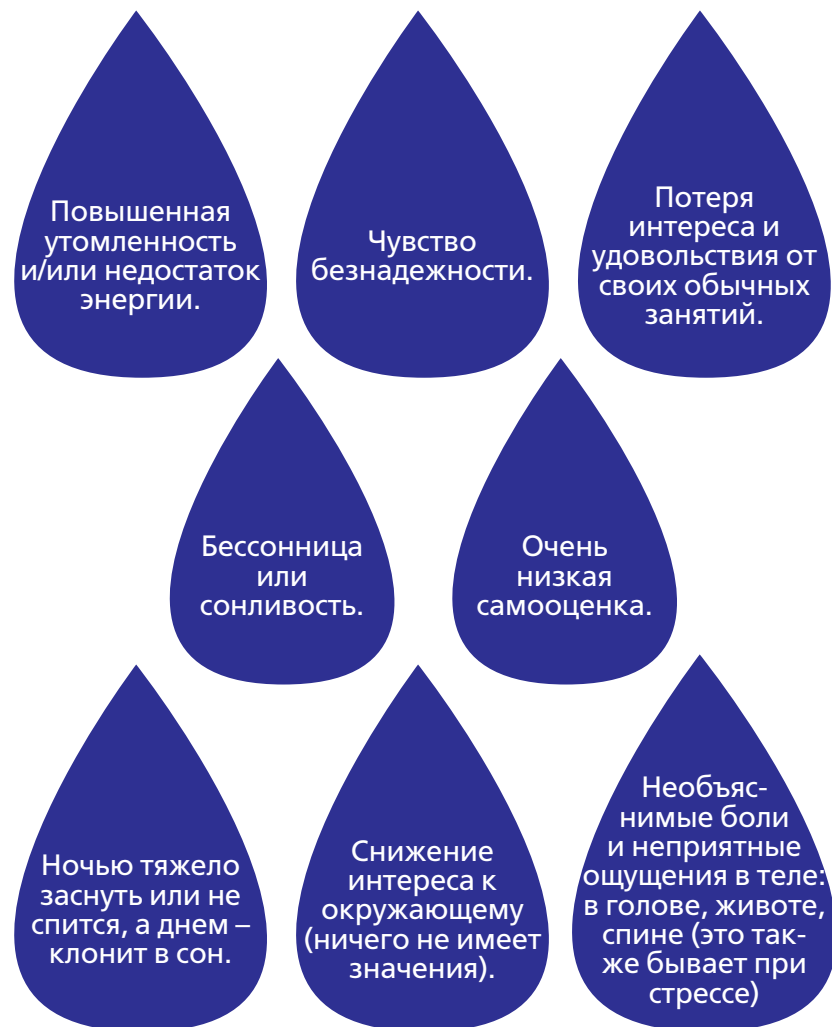 Повышенная
утомленность
и/или недостаток
энергии.
Чувство
безнадежности.
Потеря
интереса и
удовольствия от
своих обычных
занятий.
Бессонница
или
сонливость.
Очень
низкая
самооценка.
Ночью тяжело
заснуть или не
спится, а днем –
клонит в сон.
Снижение
интереса к
окружающему
(ничего не имеет
значения).
Необъяс-
нимые боли
и неприятные
ощущения в теле:
в голове, животе,
спине (это так-
же бывает при
стрессе)